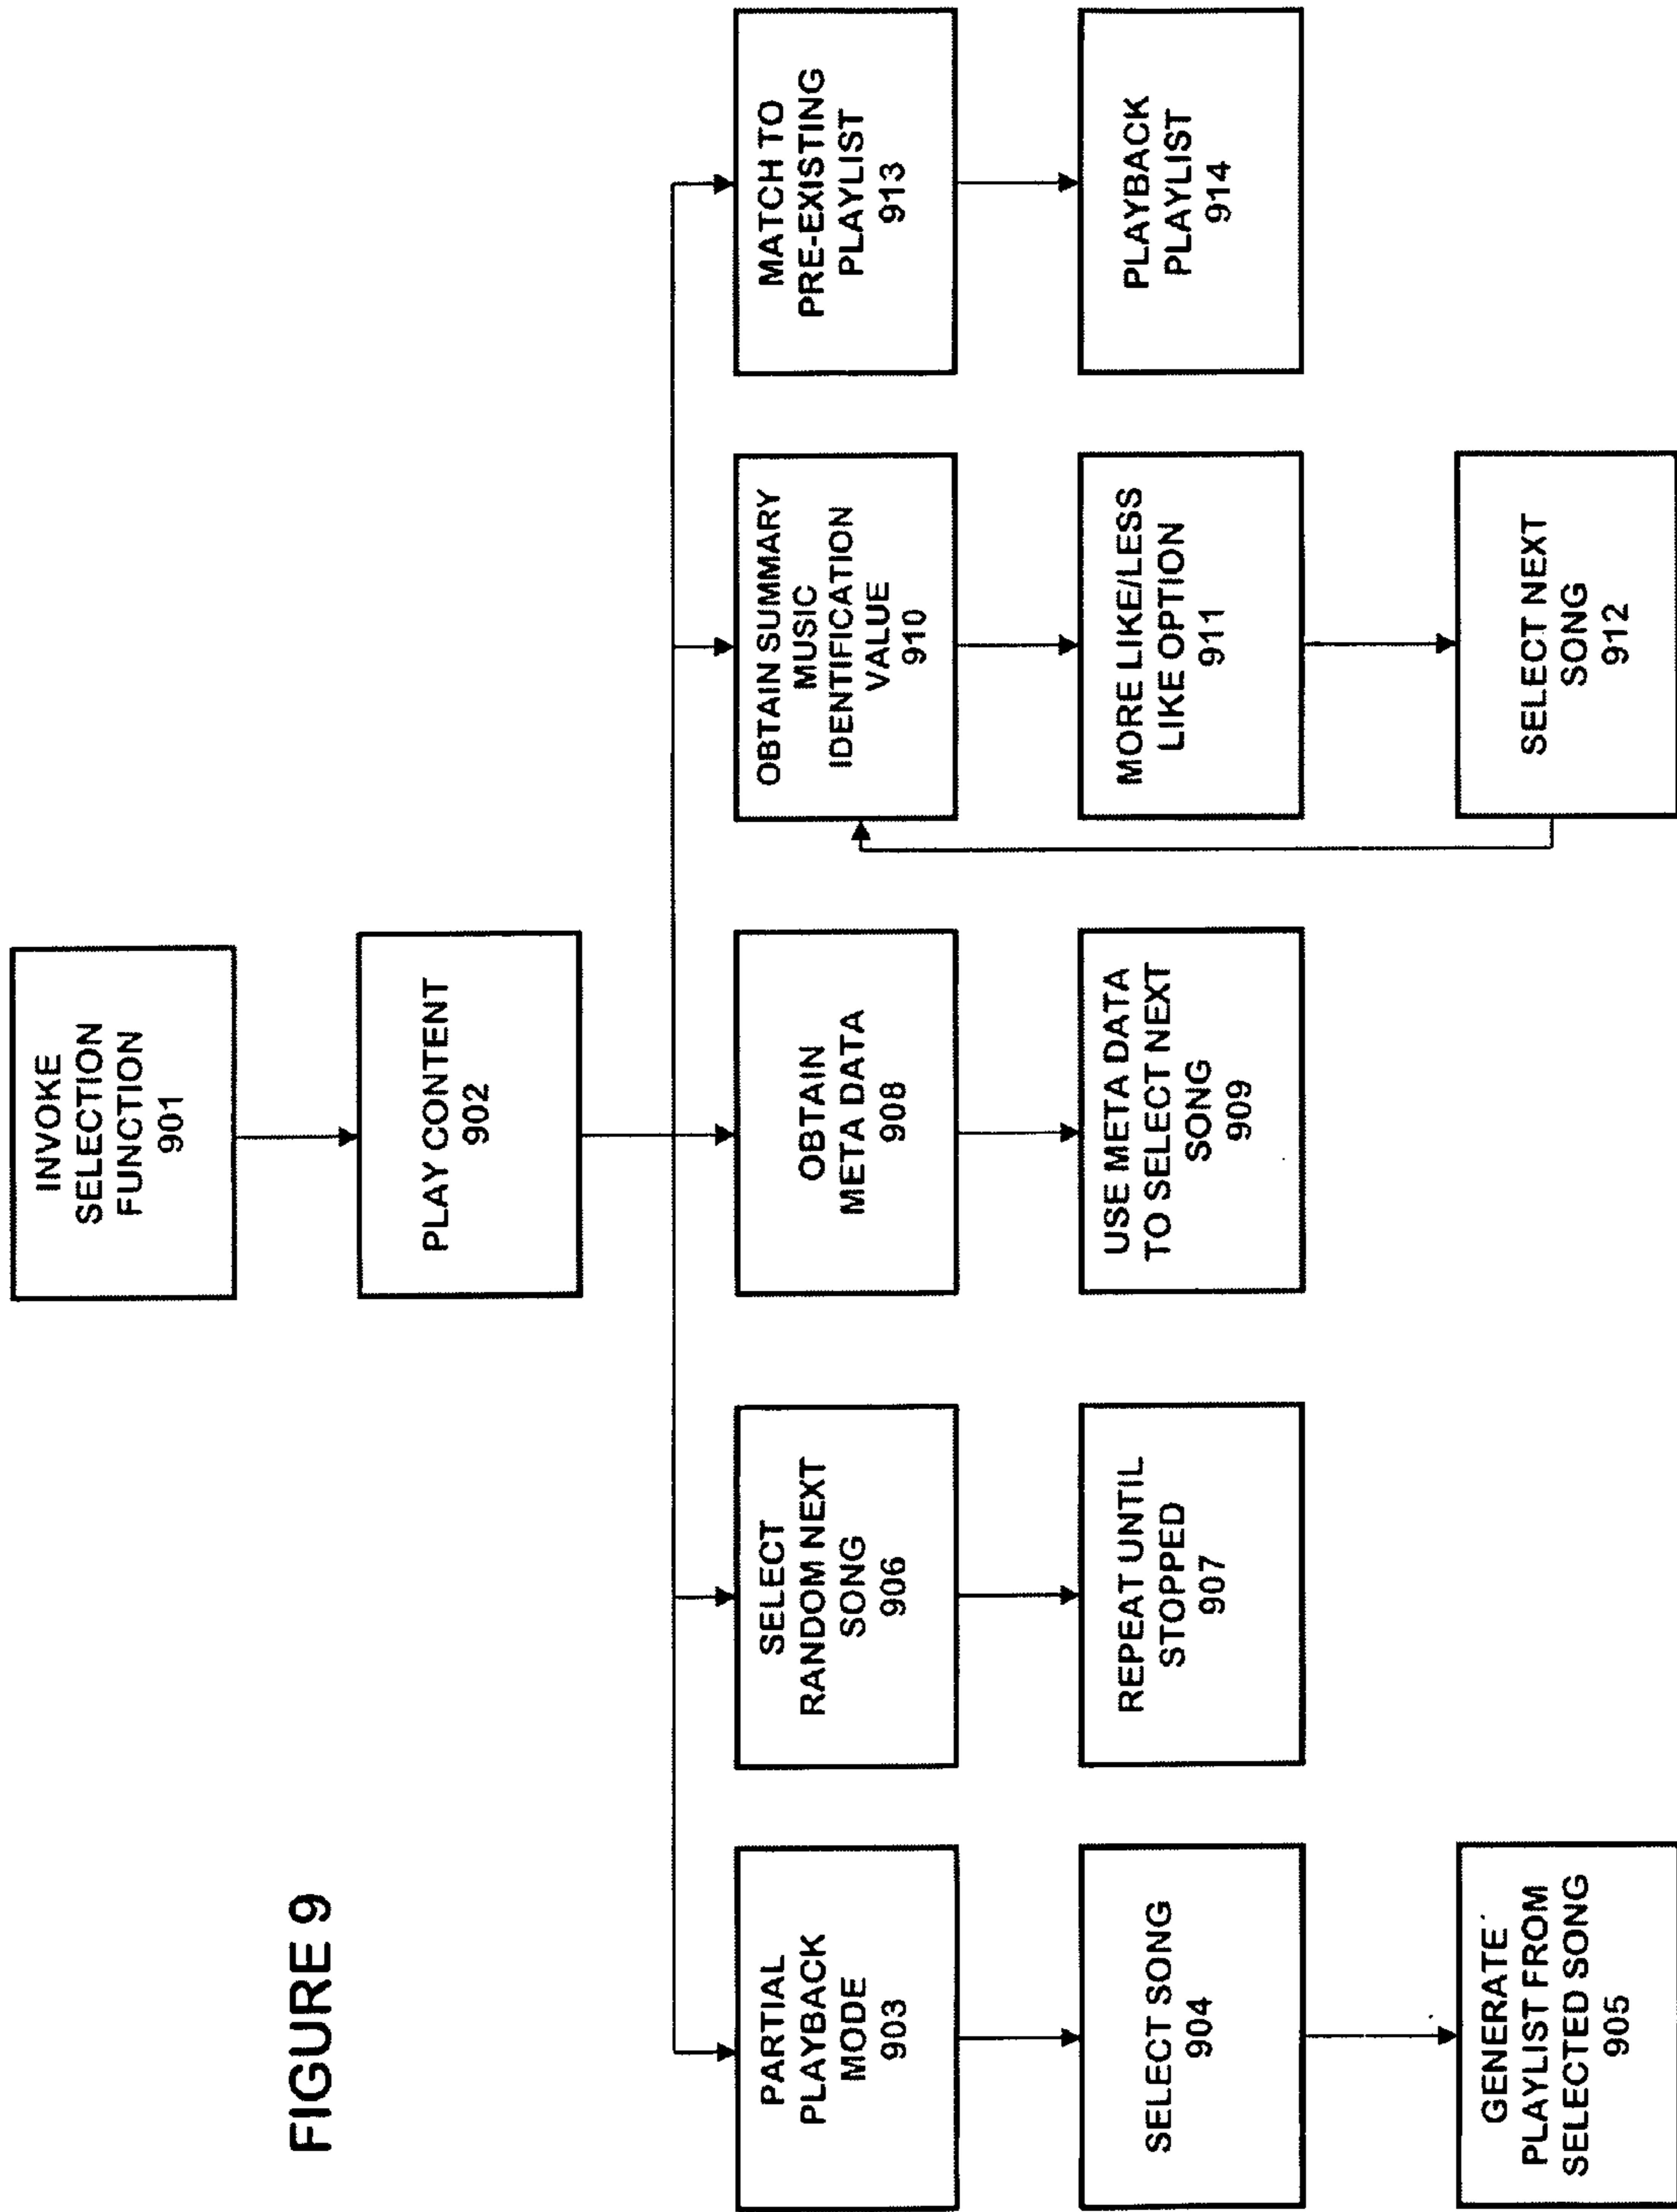 FIGURE 9
INVOKE
SELECTION
FUNCTION
901
PLAY CONTENT
902
PARTIAL
PLAYBACK
MODE
903
SELECT SONG
904
GENERATE
PLAYLIST FROM
SELECTED SONG
905
SELECT
RANDOM NEXT
SONG
906
REPEAT UNTIL
STOPPED
907
OBTAIN
META DATA
908
USE META DATA
TO SELECT NEXT
SONG
909
OBTAIN SUMMARY
MUSIC
IDENTIFICATION
VALUE
910
MORE LIKE/LESS
LIKE OPTION
911
SELECT NEXT
SONG
912
MATCH TO
PRE-EXISTING
PLAYLIST
913
PLAYBACK
PLAYLIST
914